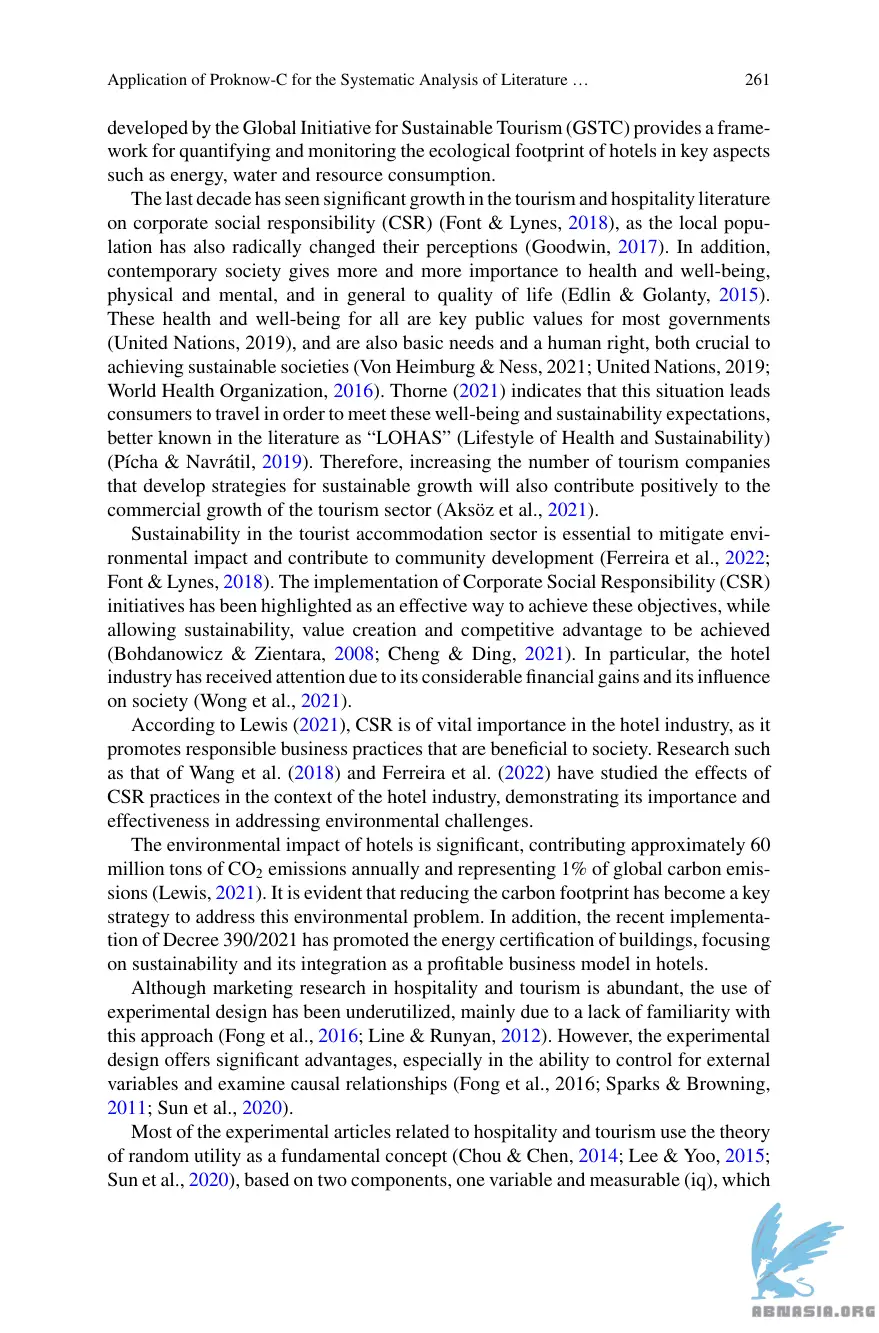 Application of Proknow-C for the Systematic Analysis of Literature … 261
developed by the Global Initiative for Sustainable Tourism (GSTC) provides a frame-
work for quantifying and monitoring the ecological footprint of hotels in key aspects
such as energy, water and resource consumption.
The last decade has seen significant growth in the tourism and hospitality literature
on corporate social responsibility (CSR) (Font & Lynes, 2018), as the local popu-
lation has also radically changed their perceptions (Goodwin, 2017). In addition,
contemporary society gives more and more importance to health and well-being,
physical and mental, and in general to quality of life (Edlin & Golanty, 2015).
These health and well-being for all are key public values for most governments
(United Nations, 2019), and are also basic needs and a human right, both crucial to
achieving sustainable societies (Von Heimburg & Ness, 2021; United Nations, 2019;
World Health Organization, 2016). Thorne (2021) indicates that this situation leads
consumers to travel in order to meet these well-being and sustainability expectations,
better known in the literature as “LOHAS” (Lifestyle of Health and Sustainability)
(Pícha & Navrátil, 2019). Therefore, increasing the number of tourism companies
that develop strategies for sustainable growth will also contribute positively to the
commercial growth of the tourism sector (Aksöz et al., 2021).
Sustainability in the tourist accommodation sector is essential to mitigate envi-
ronmental impact and contribute to community development (Ferreira et al., 2022;
Font & Lynes, 2018). The implementation of Corporate Social Responsibility (CSR)
initiatives has been highlighted as an effective way to achieve these objectives, while
allowing sustainability, value creation and competitive advantage to be achieved
(Bohdanowicz & Zientara, 2008; Cheng & Ding, 2021). In particular, the hotel
industry has received attention due to its considerable financial gains and its influence
on society (Wong et al., 2021).
According to Lewis (2021), CSR is of vital importance in the hotel industry, as it
promotes responsible business practices that are beneficial to society. Research such
as that of Wang et al. (2018) and Ferreira et al. (2022) have studied the effects of
CSR practices in the context of the hotel industry, demonstrating its importance and
effectiveness in addressing environmental challenges.
The environmental impact of hotels is significant, contributing approximately 60
million tons of CO₂ emissions annually and representing 1% of global carbon emis-
sions (Lewis, 2021). It is evident that reducing the carbon footprint has become a key
strategy to address this environmental problem. In addition, the recent implementa-
tion of Decree 390/2021 has promoted the energy certification of buildings, focusing
on sustainability and its integration as a profitable business model in hotels.
Although marketing research in hospitality and tourism is abundant, the use of
experimental design has been underutilized, mainly due to a lack of familiarity with
this approach (Fong et al., 2016; Line & Runyan, 2012). However, the experimental
design offers significant advantages, especially in the ability to control for external
variables and examine causal relationships (Fong et al., 2016; Sparks & Browning,
2011; Sun et al., 2020).
Most of the experimental articles related to hospitality and tourism use the theory
of random utility as a fundamental concept (Chou & Chen, 2014; Lee & Yoo, 2015;
Sun et al., 2020), based on two components, one variable and measurable (iq), which
ABNASIA.ORG